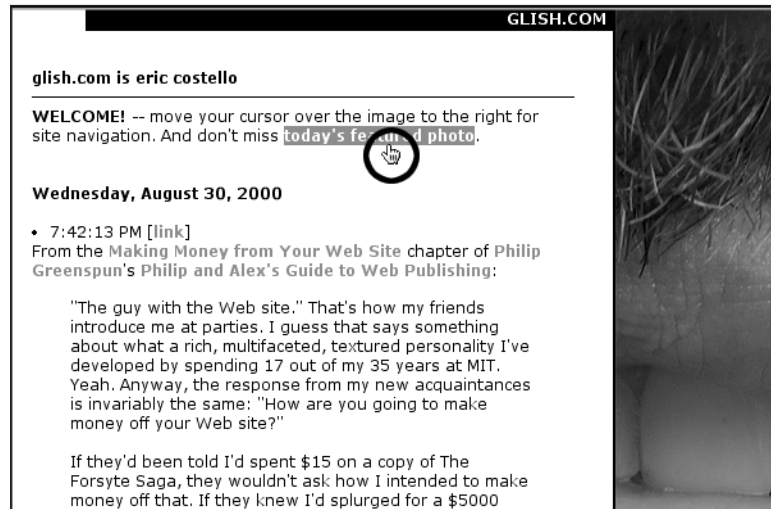 GLISH.COM
glish.com is eric costello
WELCOME! -- move your cursor over the image to the right for
site navigation. And don't miss today's featured photo.
Wednesday, August 30, 2000
• 7:42:13 PM [link]
From the Making Money from Your Web Site chapter of Philip
Greenspun's Philip and Alex's Guide to Web Publishing:
"The guy with the Web site." That's how my friends
introduce me at parties. I guess that says something
about what a rich, multifaceted, textured personality I've
developed by spending 17 out of my 35 years at MIT.
Yeah. Anyway, the response from my new acquaintances
is invariably the same: "How are you going to make
money off your Web site?"
If they'd been told I'd spent $15 on a copy of The
Forsyte Saga, they wouldn't ask how I intended to make
money off that. If they knew I'd splurged for a $5000